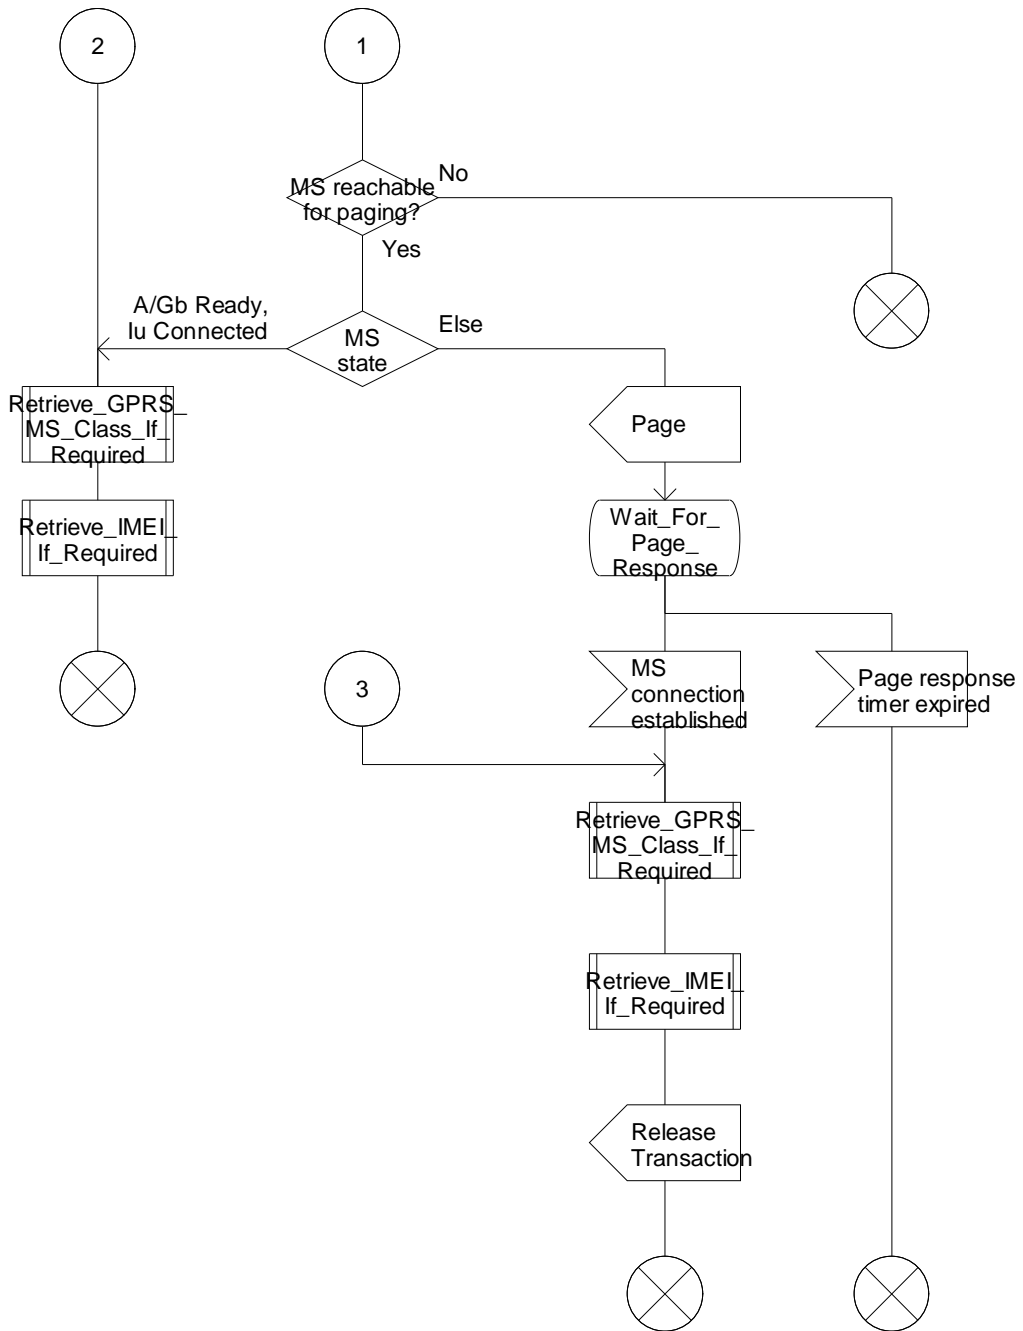 2
1
MS reachable
for paging?
No
Yes
A/Gb Ready,
Iu Connected
MS
state
Else
Retrieve_GPRS_
MS_Class_If_
Required
Page
Retrieve_IMEI_
If_Required
Wait_For_
Page_
Response
3
MS
connection
established
Page response
timer expired
Retrieve_GPRS_
MS_Class_If_
Required
Retrieve_IMEI_
If_Required
Release
Transaction